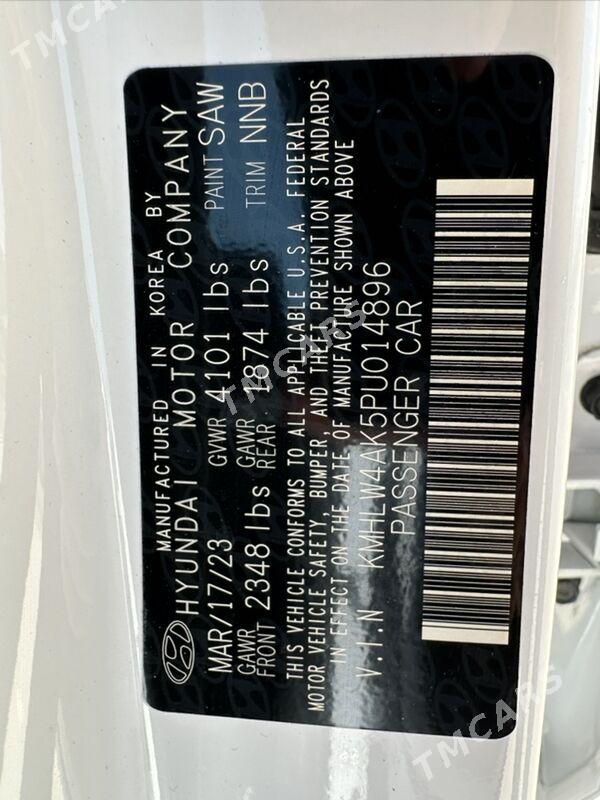 MANUFACTURED IN KOREA BY
HYUNDAI MOTOR COMPANY
MAR/17/23 GVWR 4101 lbs PAINT SAW
GAWR FRONT 2348 lbs GAWR REAR 1874 lbs TRIM NNB
THIS VEHICLE CONFORMS TO ALL APPLICABLE U.S.A. FEDERAL
MOTOR VEHICLE SAFETY, BUMPER, AND THEFT PREVENTION STANDARDS
IN EFFECT ON THE DATE OF MANUFACTURE SHOWN ABOVE
V.I.N KMHLW4AK5PU014896
PASSENGER CAR
TMCARS
TMCARS
TMCARS